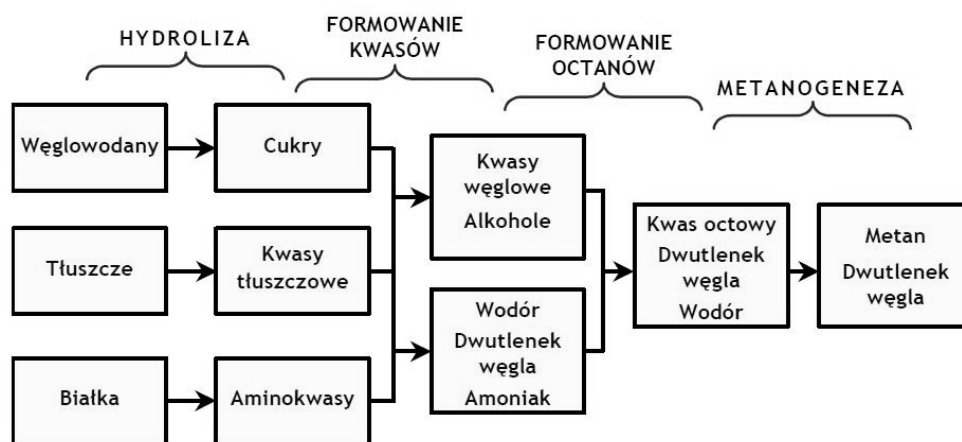 HYDROLIZA
FORMOWANIE
KWASÓW
FORMOWANIE
OCTANÓW
METANOGENEZA
Węglowodany
Cukry
Tłuszcze
Kwasy
tłuszczowe
Białka
Aminokwasy
Kwasy
węglowe
Alkohole
Wodór
Dwutlenek
węgla
Amoniak
Kwas octowy
Dwutlenek
węgla
Wodór
Metan
Dwutlenek
węgla